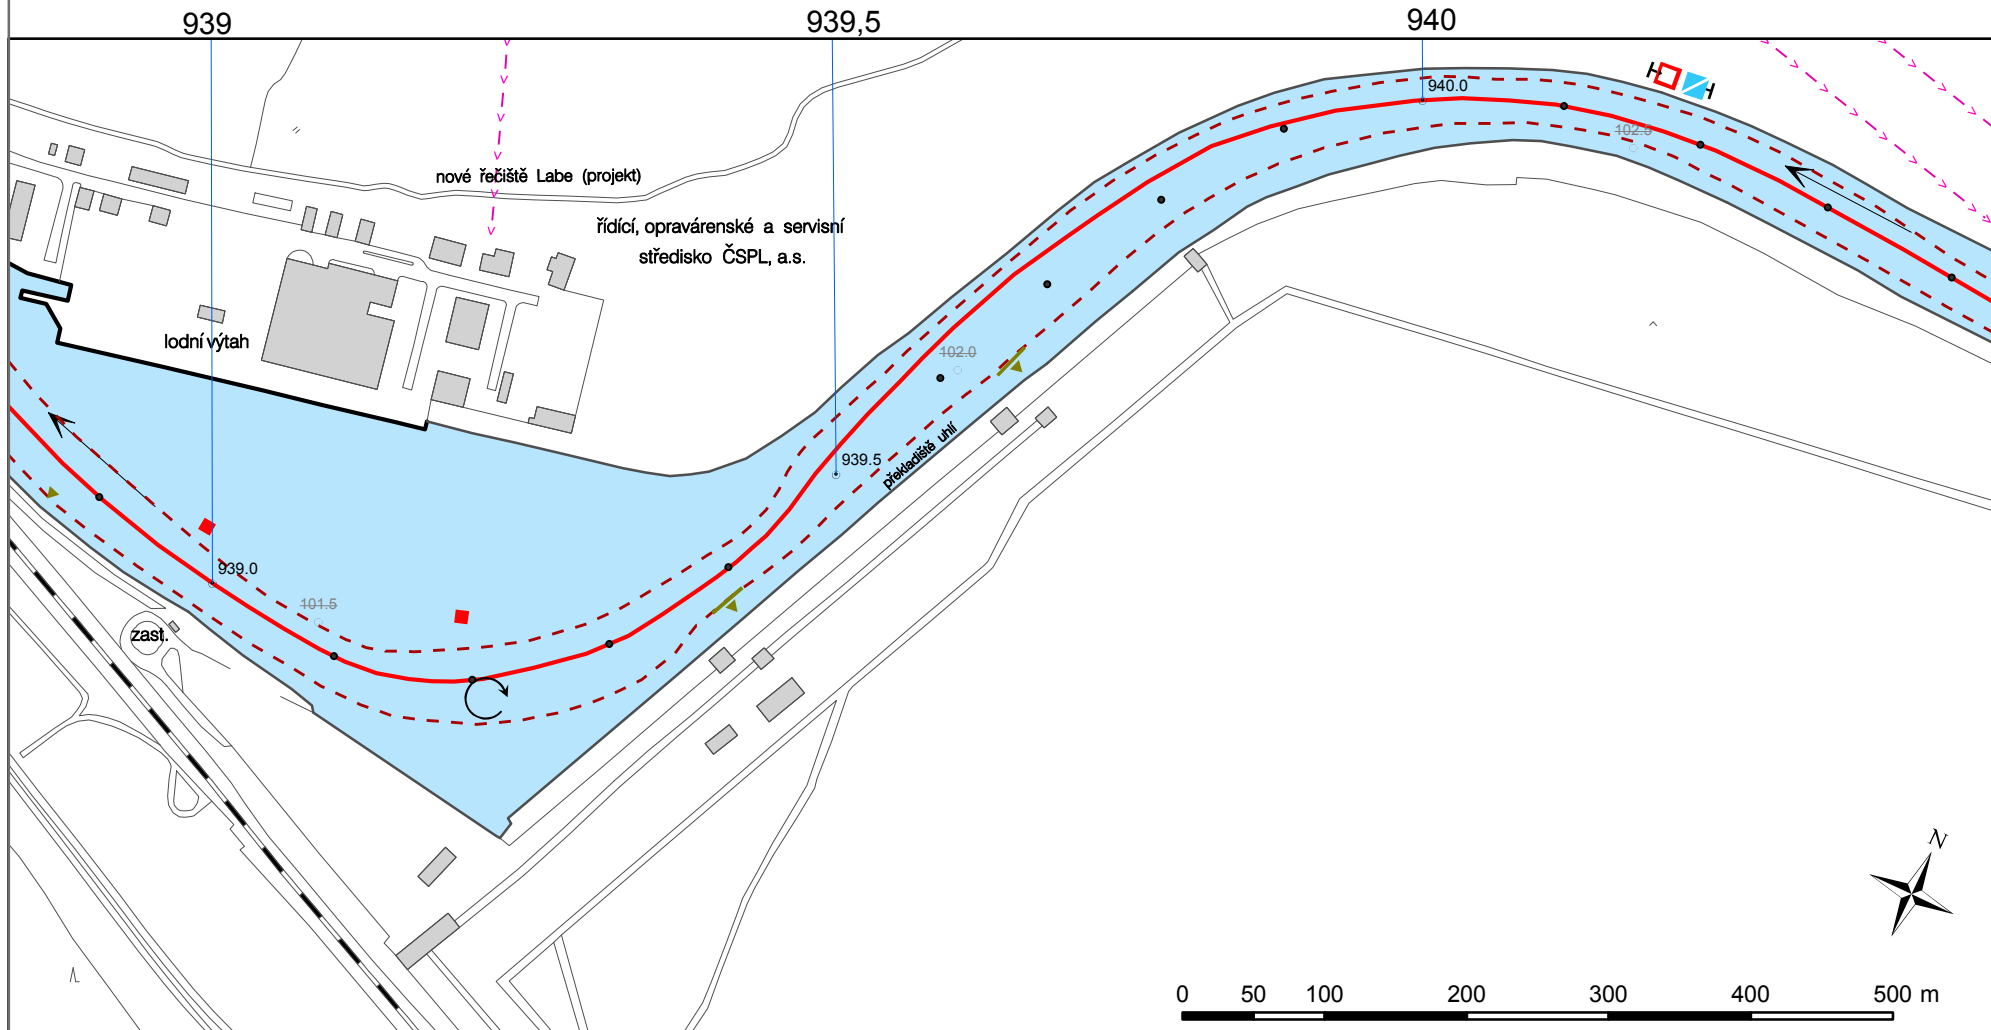 939
939,5
940
940.0
102.5
nové řečiště Labe (projekt)
řídící, opravárenské a servisní
středisko ČSPL, a.s.
lodní výtah
102.0
překladiště uhlí
939.5
939.0
101.5
zast.
N
0 50 100 200 300 400 500 m